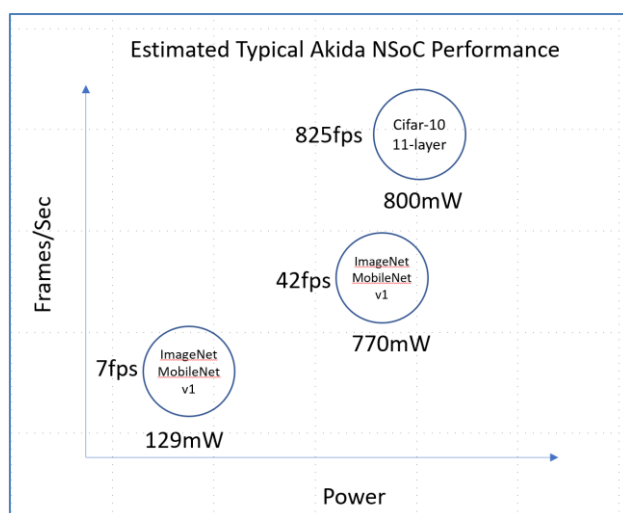 Estimated Typical Akida NSoC Performance
Frames/Sec
825fps
Cifar-10
11-layer
800mW
42fps
ImageNet
MobileNet
v1
770mW
7fps
ImageNet
MobileNet
v1
129mW
Power